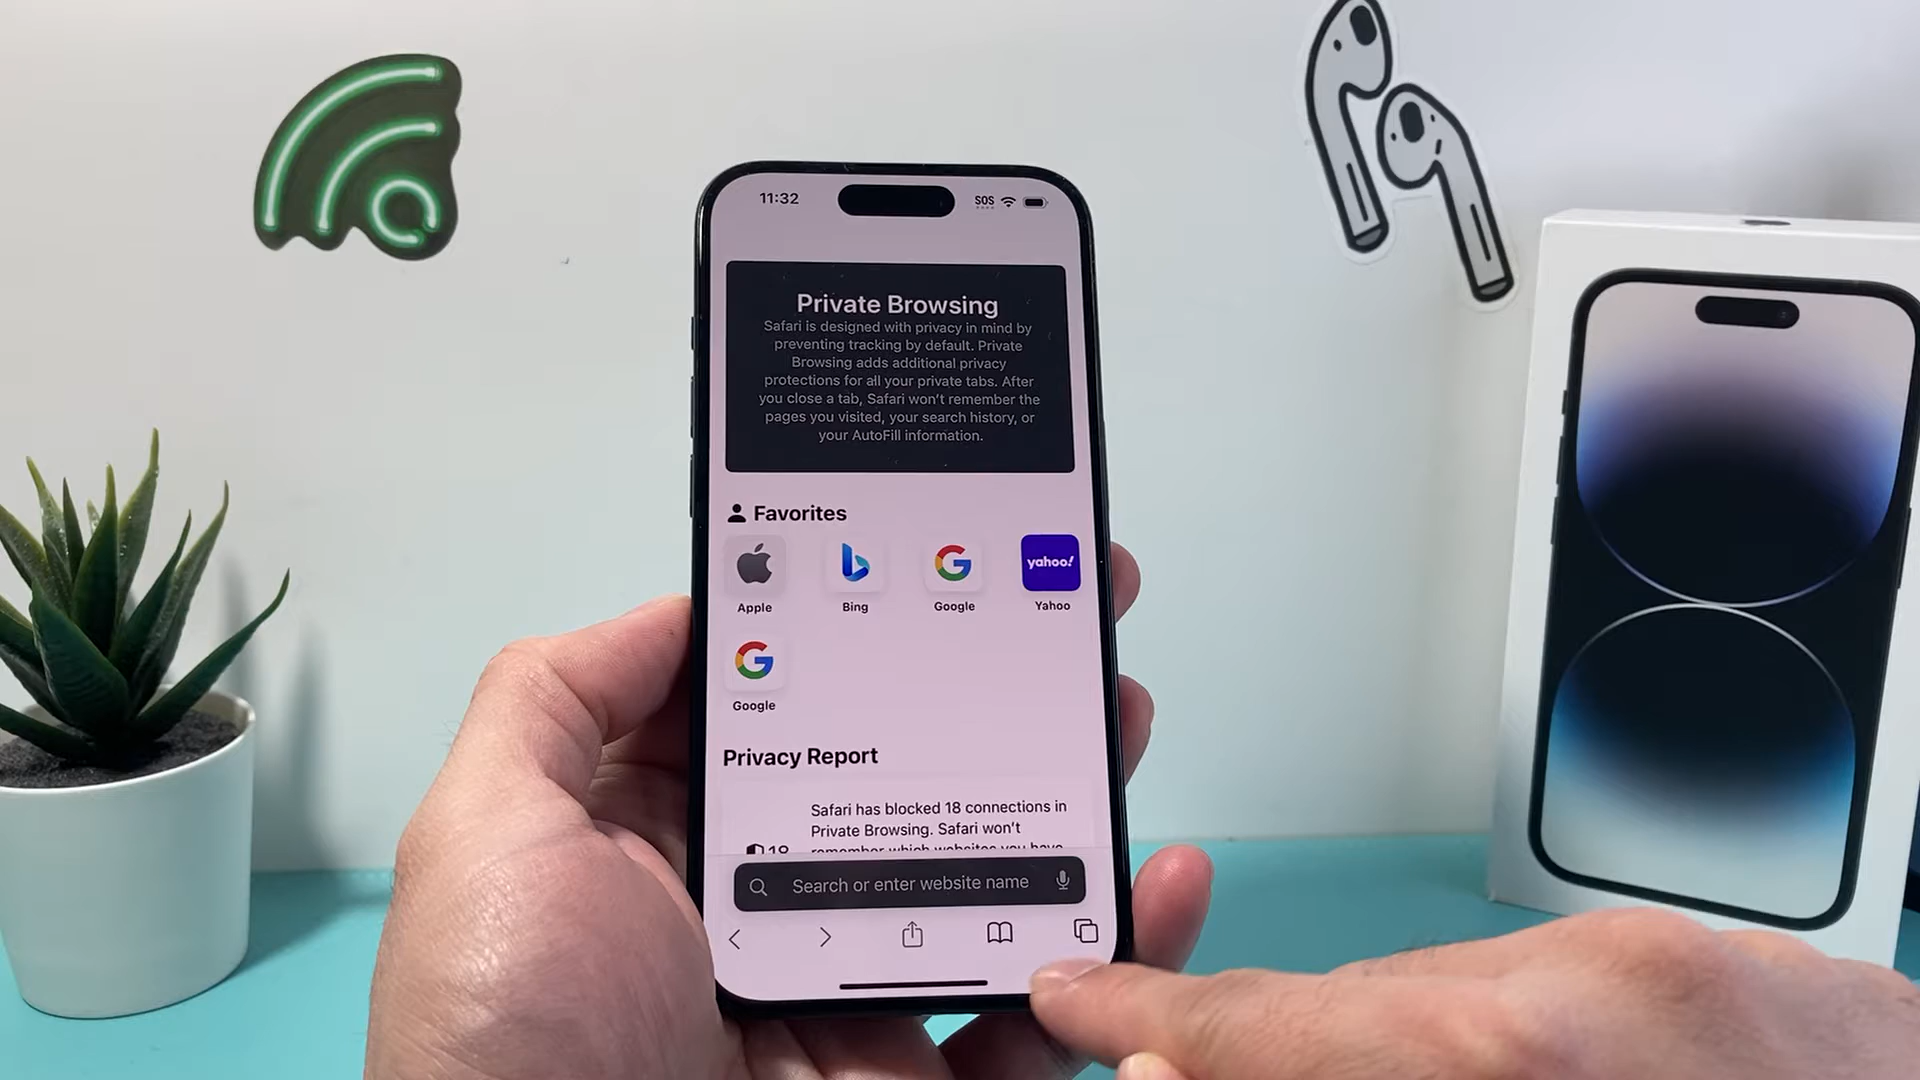 11:32
SOS
Private Browsing
Safari is designed with privacy in mind by
preventing tracking by default. Private
Browsing adds additional privacy
protections for all your private tabs. After
you close a tab, Safari won't remember the
pages you visited, your search history, or
your AutoFill information.
Favorites
yahoo!
Apple
Bing
Google
Yahoo
Google
Privacy Report
Safari has blocked 18 connections in
Private Browsing. Safari won't
18 remember which websites you have
Search or enter website name